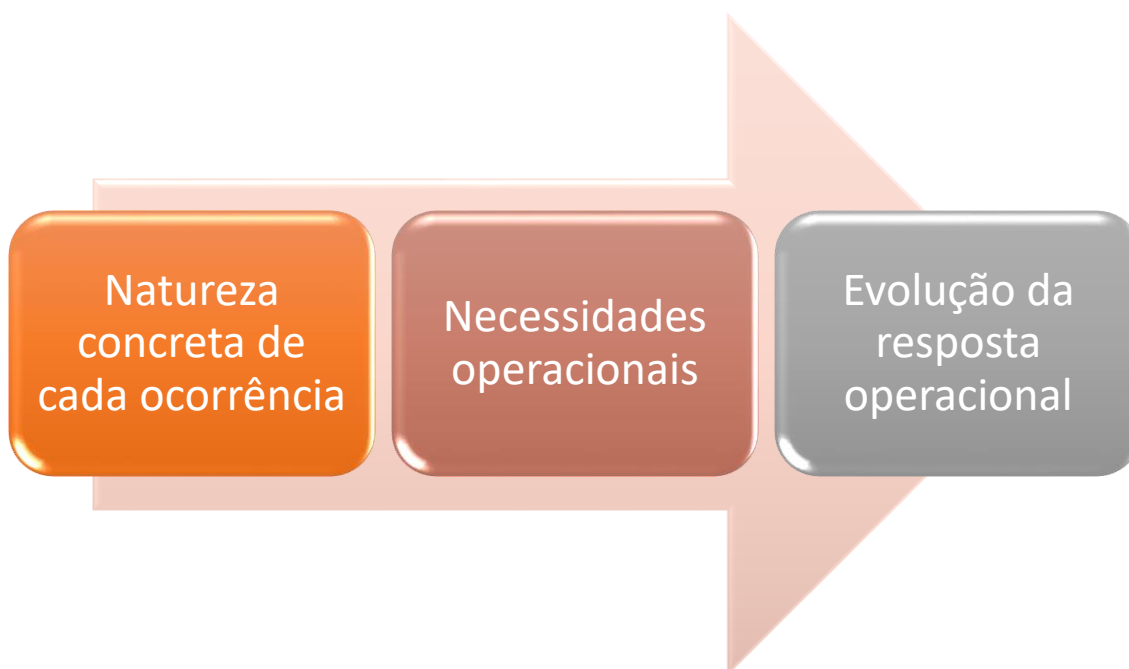 Natureza
concreta de
cada ocorrência
Necessidades
operacionais
Evolução da
resposta
operacional